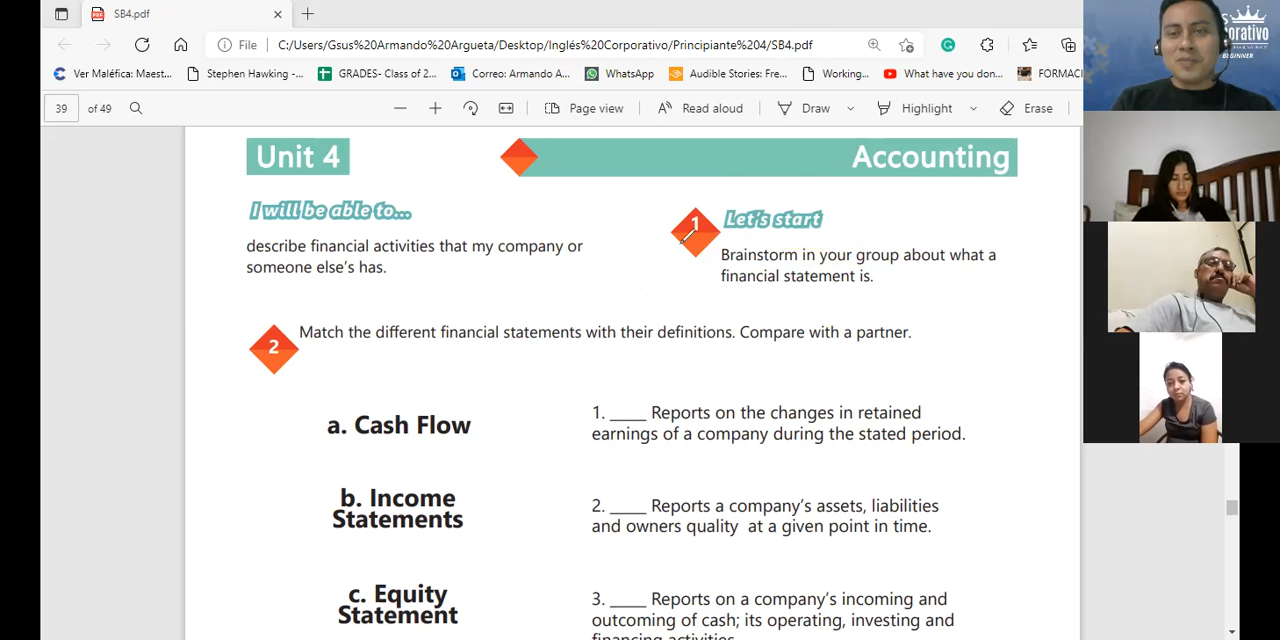 SB4.pdf
File
C:/Users/Gsus%20Armando%20Argueta/Desktop/Inglés%20Corporativo/Principiante%204/SB4.pdf
Ver Maléfica: Maest...
Stephen Hawking -...
GRADES- Class of 2...
Correo: Armando A...
WhatsApp
Audible Stories: Fre...
Working...
What have you don...
FORMACI
39
of 49
Page view
Read aloud
Draw
Highlight
Erase
Unit 4
Accounting
I will be able to...
describe financial activities that my company or
someone else's has.
1
Let's start
Brainstorm in your group about what a
financial statement is.
2
Match the different financial statements with their definitions. Compare with a partner.
a. Cash Flow
1. ____ Reports on the changes in retained
earnings of a company during the stated period.
b. Income
Statements
2. ____ Reports a company's assets, liabilities
and owners quality at a given point in time.
c. Equity
Statement
3. ____ Reports on a company's incoming and
outcoming of cash; its operating, investing and
financing activities.
orativo